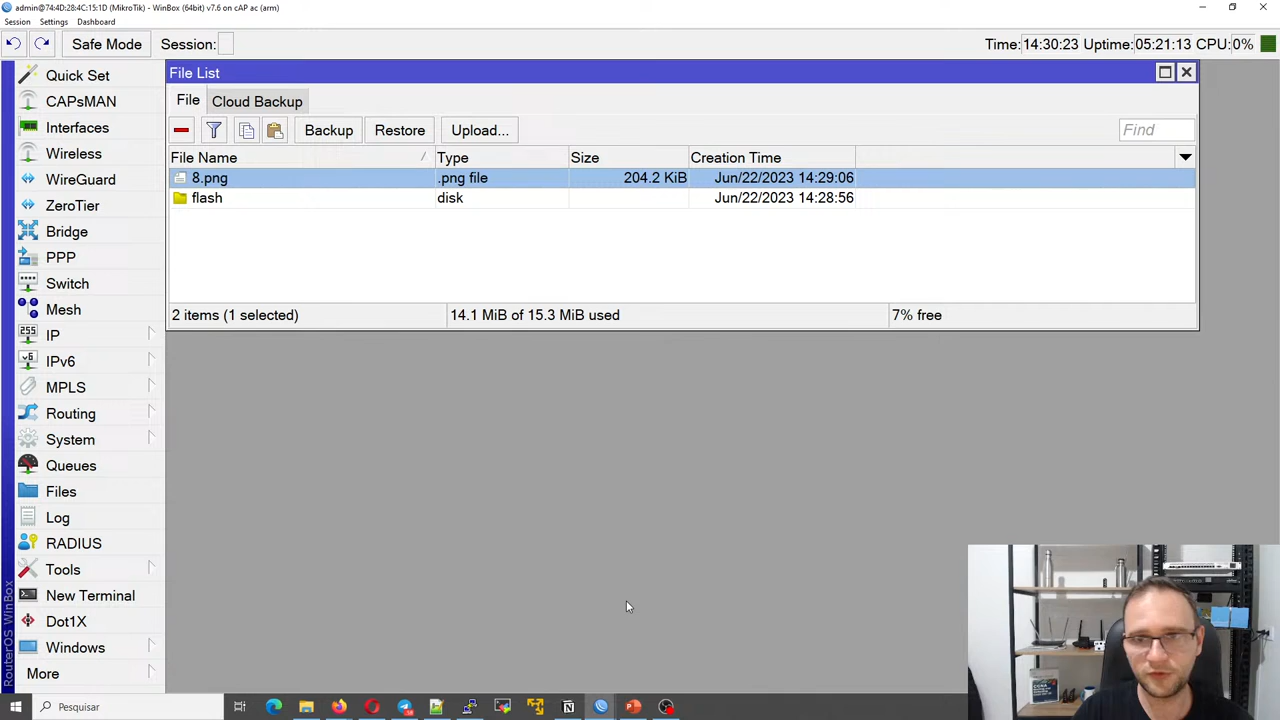 admin@74:4D:28:4C:15:1D (MikroTik) - WinBox (64bit) v7.6 on cAP ac (arm)
Session Settings Dashboard
Safe Mode Session: Time: 14:30:23 Uptime: 05:21:13 CPU: 0%
Quick Set
CAPsMAN
Interfaces
Wireless
WireGuard
ZeroTier
Bridge
PPP
Switch
Mesh
IP
IPv6
MPLS
Routing
System
Queues
Files
Log
RADIUS
Tools
New Terminal
Dot1X
Windows
More
RouterOS WinBox
File List
File Cloud Backup
Backup Restore Upload... Find
File Name Type Size Creation Time
8.png .png file 204.2 KiB Jun/22/2023 14:29:06
flash disk Jun/22/2023 14:28:56
2 items (1 selected) 14.1 MiB of 15.3 MiB used 7% free
Pesquisar